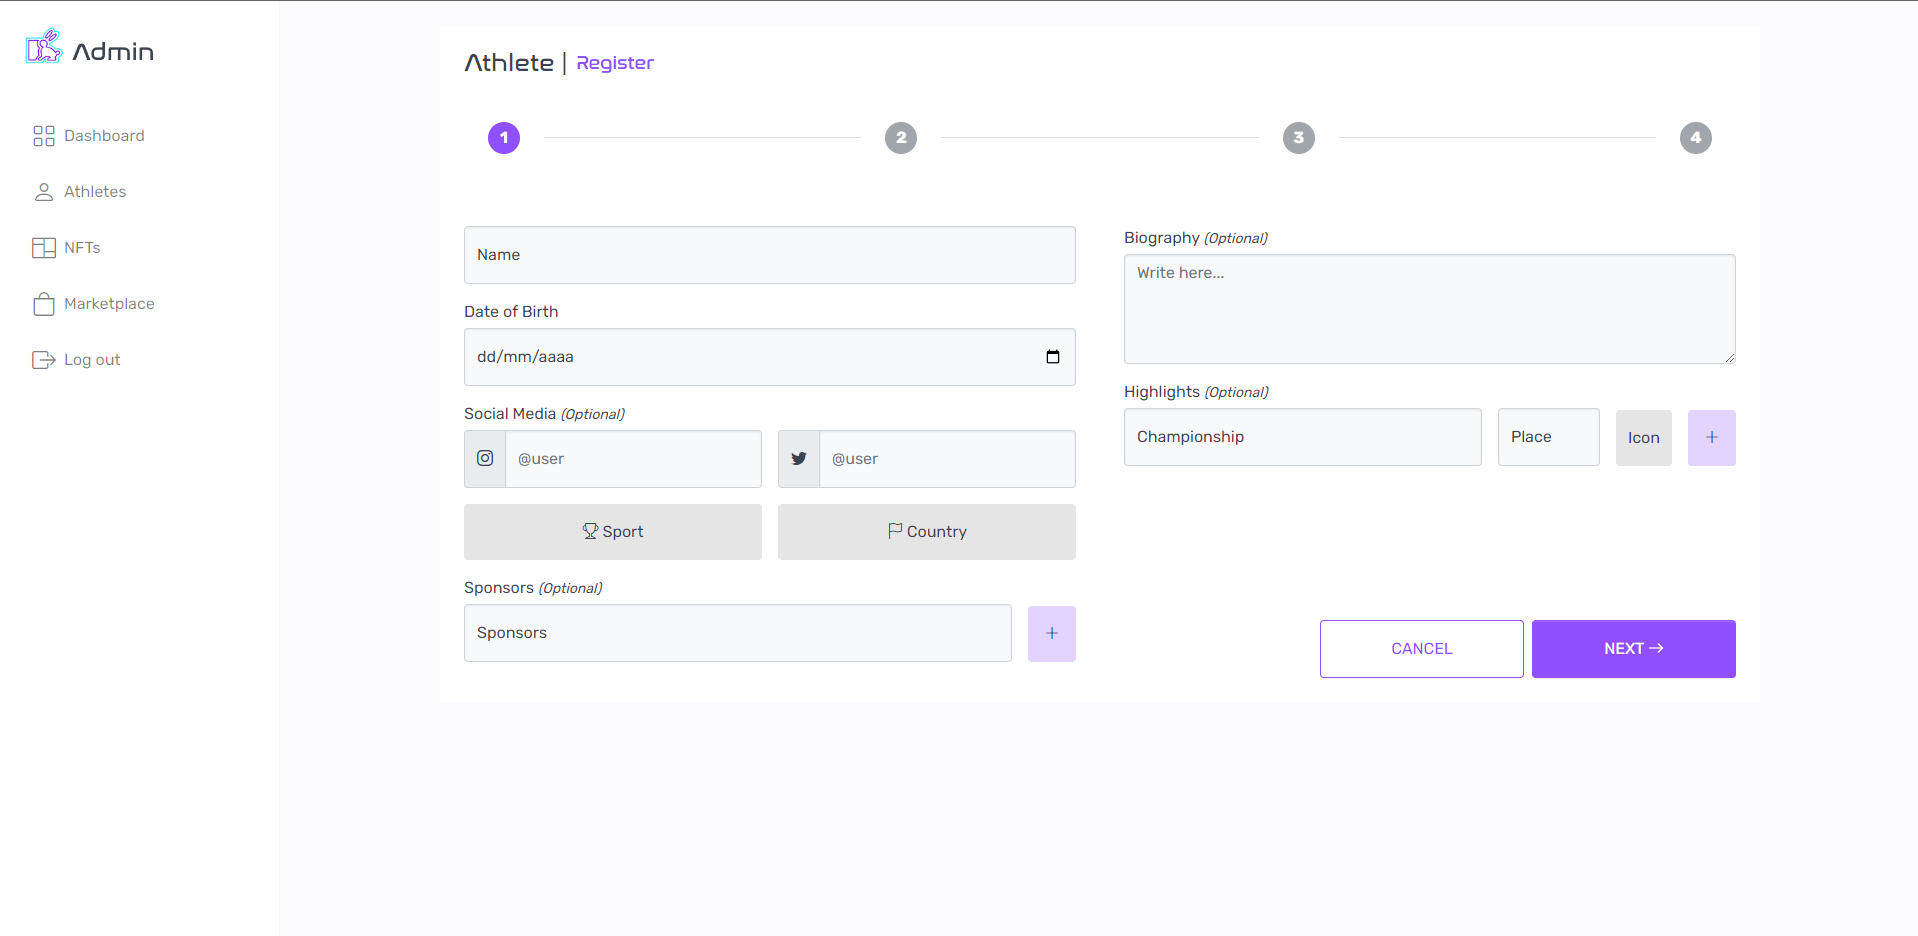 Admin
Dashboard
Athletes
NFTs
Marketplace
Log out
Athlete | Register
1 2 3 4
Name
Date of Birth
dd/mm/aaaa
Social Media (Optional)
@user @user
Sport Country
Sponsors (Optional)
Sponsors +
Biography (Optional)
Write here...
Highlights (Optional)
Championship Place Icon +
CANCEL NEXT →